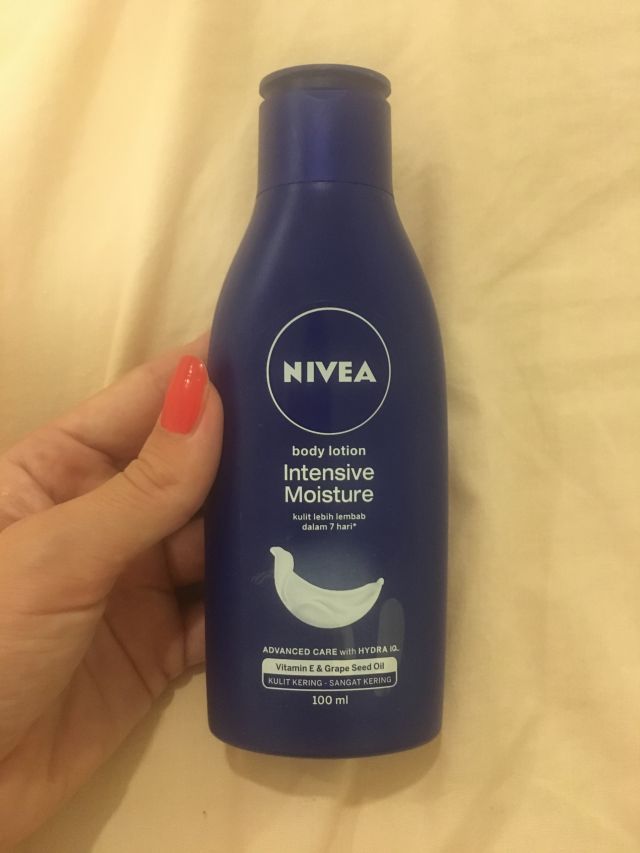 NIVEA
body lotion
Intensive
Moisture
kulit lebih lembab
dalam 7 hari*
ADVANCED CARE with HYDRA IQ
Vitamin E & Grape Seed Oil
KULIT KERING - SANGAT KERING
100 ml